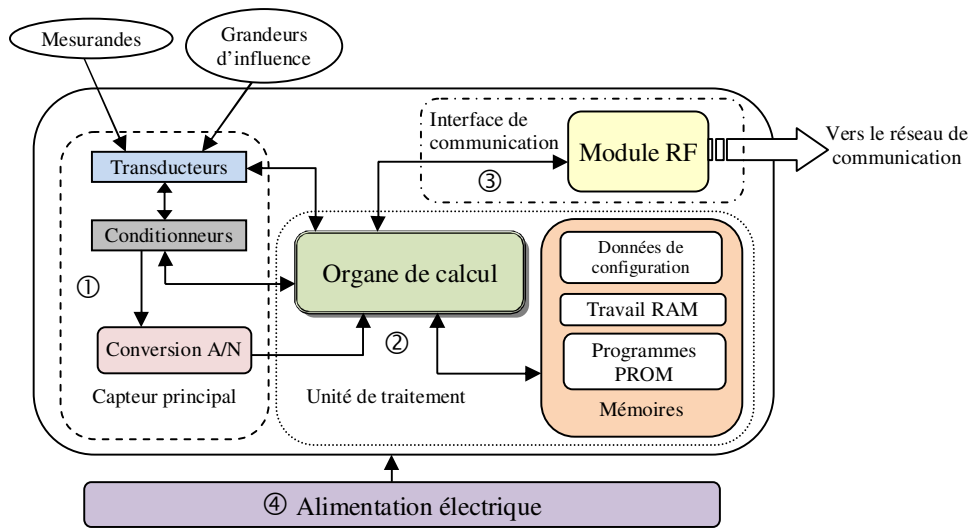 Mesurandes
Grandeurs
d’influence
Interface de
communication
③
Module RF
Vers le réseau de
communication
Transducteurs
Conditionneurs
①
Conversion A/N
Capteur principal
Organe de calcul
②
Unité de traitement
Données de
configuration
Travail RAM
Programmes
PROM
Mémoires
④ Alimentation électrique